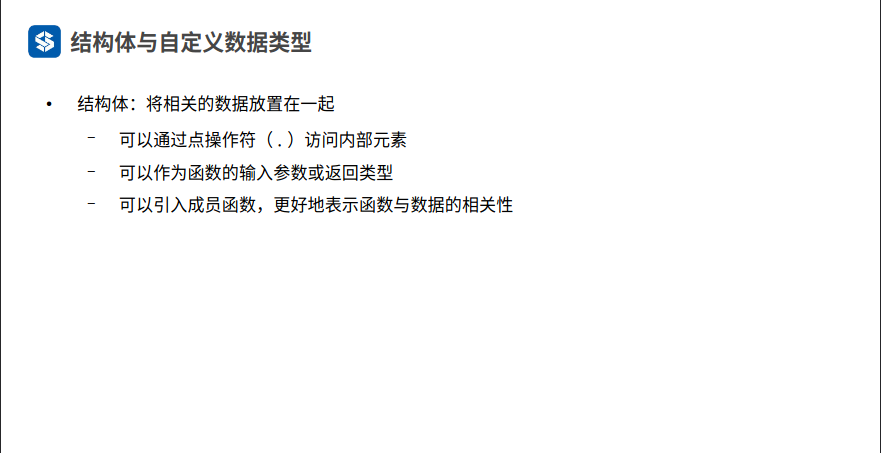 结构体与自定义数据类型
• 结构体：将相关的数据放置在一起
– 可以通过点操作符（ . ）访问内部元素
– 可以作为函数的输入参数或返回类型
– 可以引入成员函数，更好地表示函数与数据的相关性